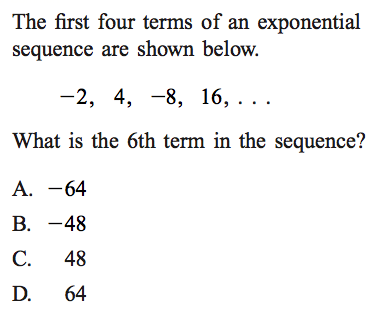 The first four terms of an exponential
sequence are shown below.
−2, 4, −8, 16, . . .
What is the 6th term in the sequence?
A. −64
B. −48
C. 48
D. 64